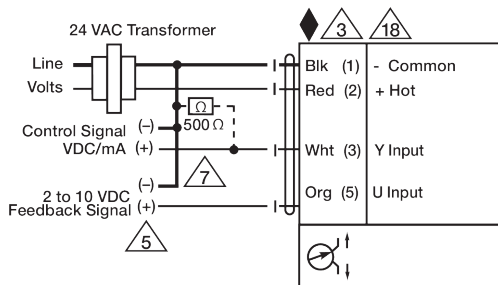 24 VAC Transformer
3 18
Line
Volts
Blk (1) - Common
Red (2) + Hot
Ω
500 Ω
Control Signal (–)
VDC/mA (+)
Wht (3) Y Input
7
2 to 10 VDC (–)
Feedback Signal (+)
Org (5) U Input
5